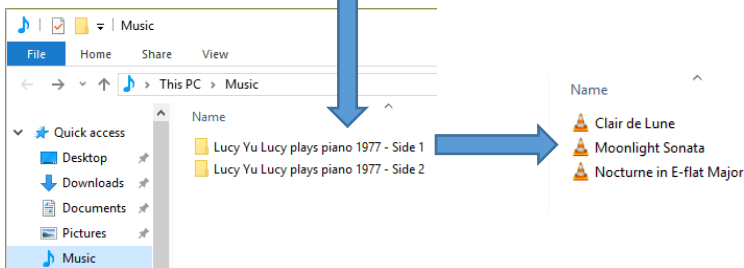 Music
File Home Share View
This PC › Music
Name
Quick access
Desktop
Downloads
Documents
Pictures
Music
Lucy Yu Lucy plays piano 1977 - Side 1
Lucy Yu Lucy plays piano 1977 - Side 2
Name
Clair de Lune
Moonlight Sonata
Nocturne in E-flat Major